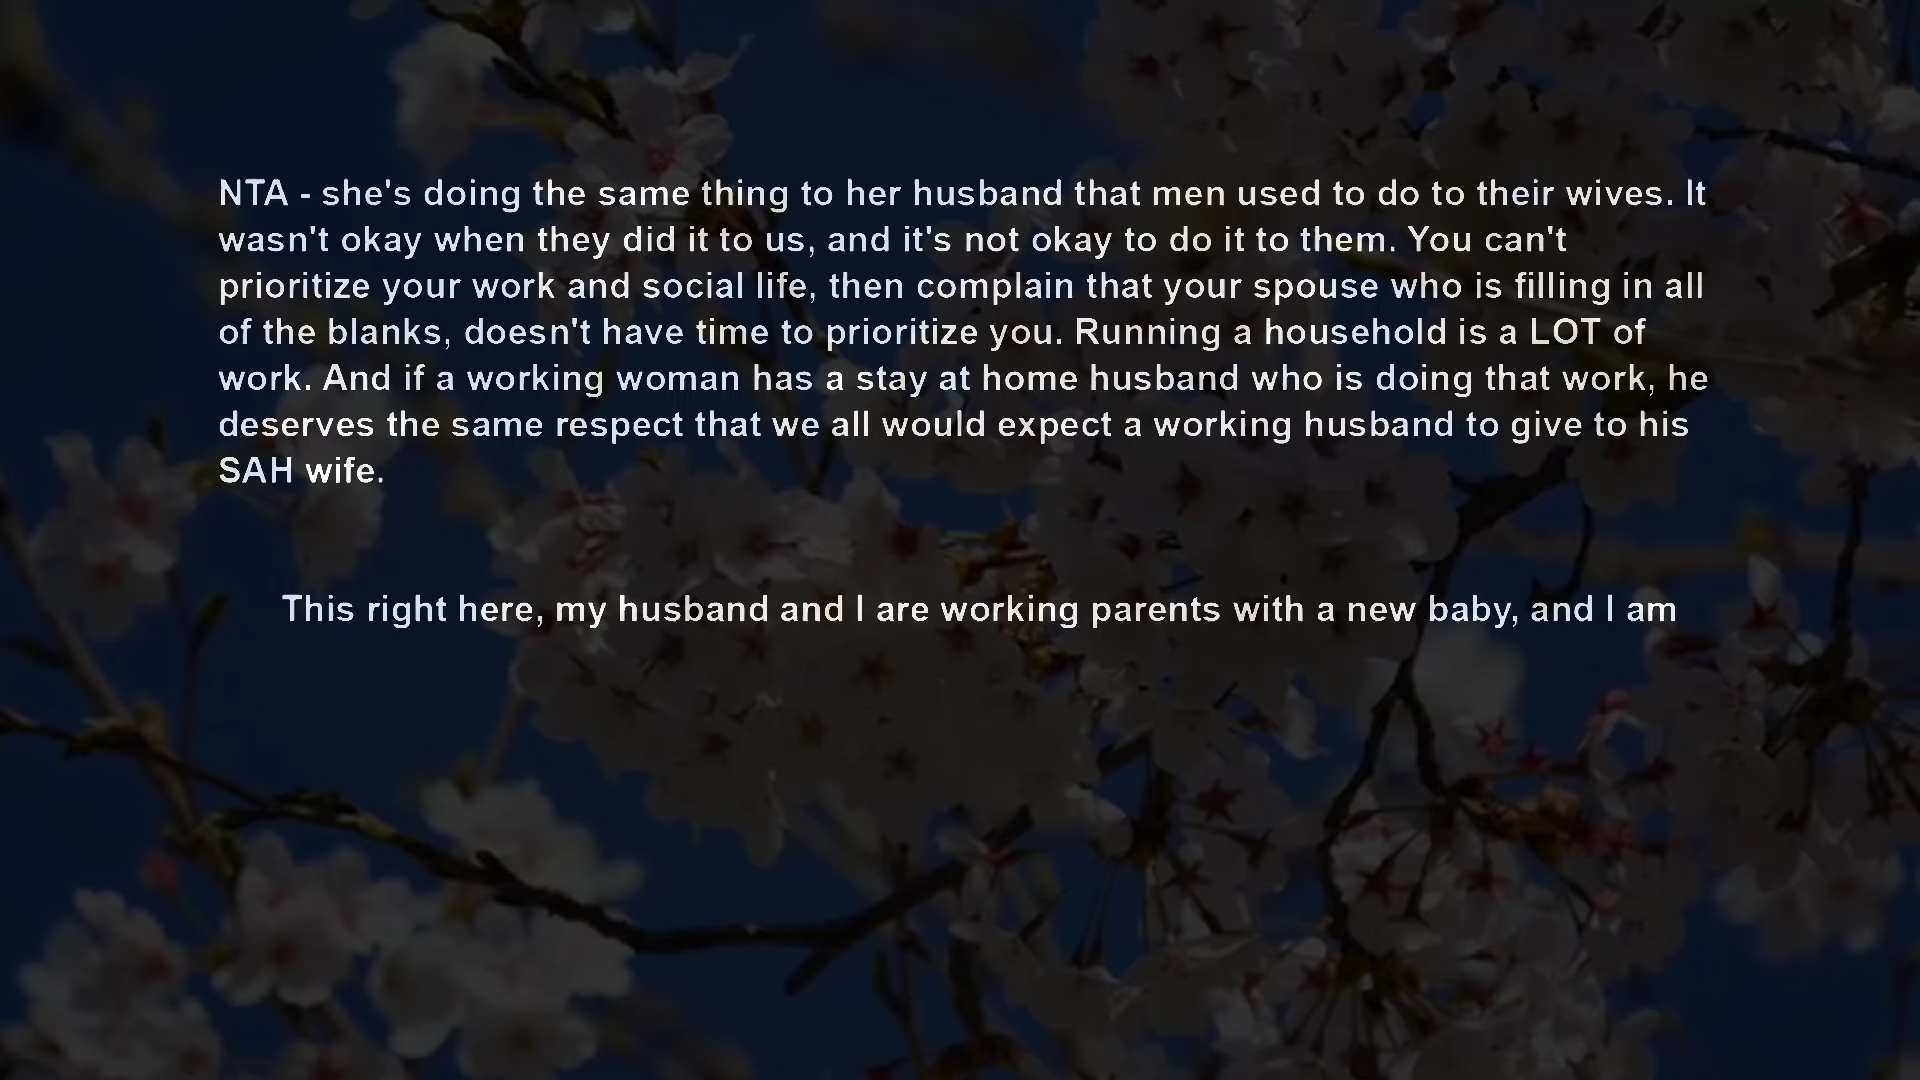 NTA - she's doing the same thing to her husband that men used to do to their wives. It
wasn't okay when they did it to us, and it's not okay to do it to them. You can't
prioritize your work and social life, then complain that your spouse who is filling in all
of the blanks, doesn't have time to prioritize you. Running a household is a LOT of
work. And if a working woman has a stay at home husband who is doing that work, he
deserves the same respect that we all would expect a working husband to give to his
SAH wife.
This right here, my husband and I are working parents with a new baby, and I am